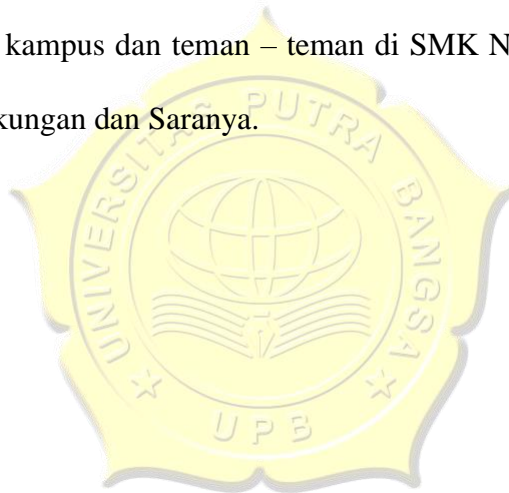 kampus dan teman – teman di SMK N
kungan dan Saranya.
UNIVERSITAS PUTRA BANGSA
UPB